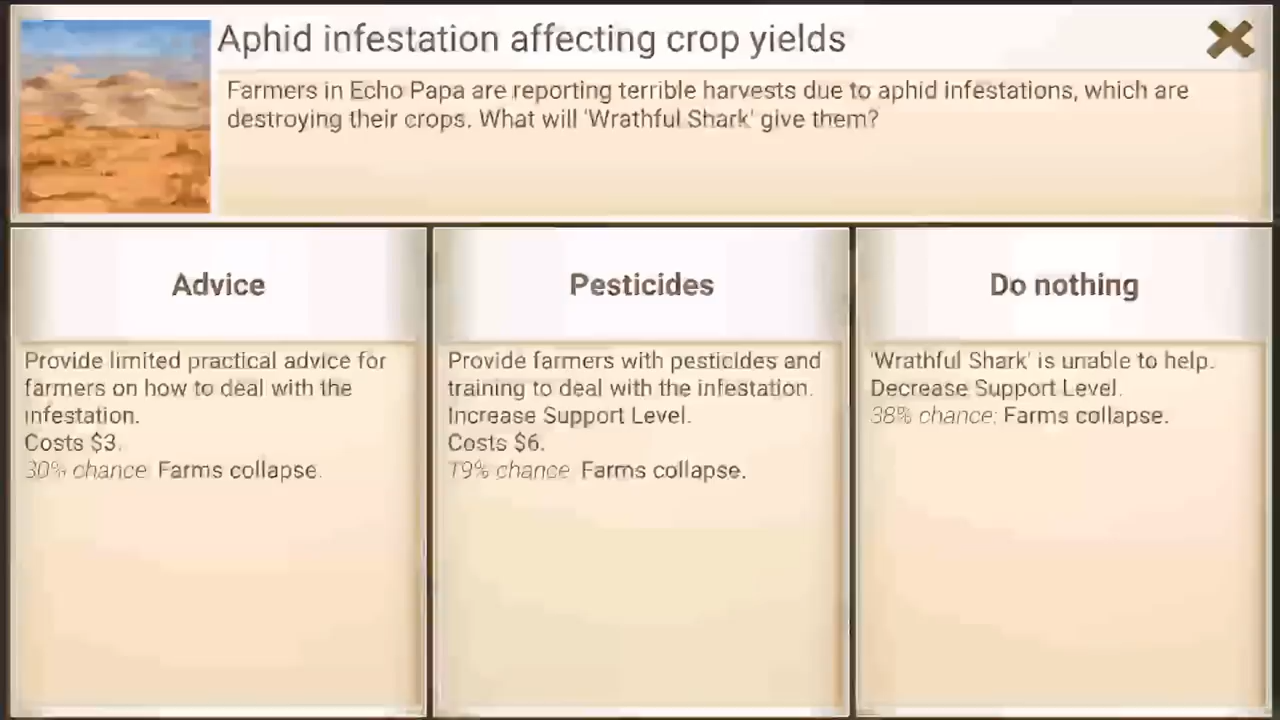 Aphid infestation affecting crop yields
Farmers in Echo Papa are reporting terrible harvests due to aphid infestations, which are
destroying their crops. What will 'Wrathful Shark' give them?
Advice
Provide limited practical advice for
farmers on how to deal with the
infestation.
Costs $3.
30% chance: Farms collapse.
Pesticides
Provide farmers with pesticides and
training to deal with the infestation.
Increase Support Level.
Costs $6.
19% chance: Farms collapse.
Do nothing
'Wrathful Shark' is unable to help.
Decrease Support Level.
38% chance: Farms collapse.